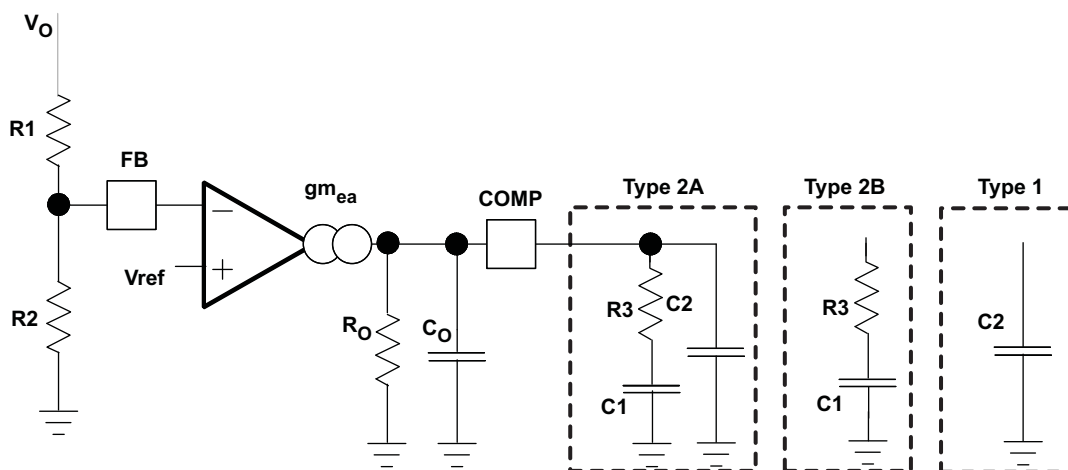 VO
R1
FB
gmea
COMP
Type 2A
Type 2B
Type 1
Vref
R2
RO
CO
R3
C2
C1
R3
C1
C2
−
+